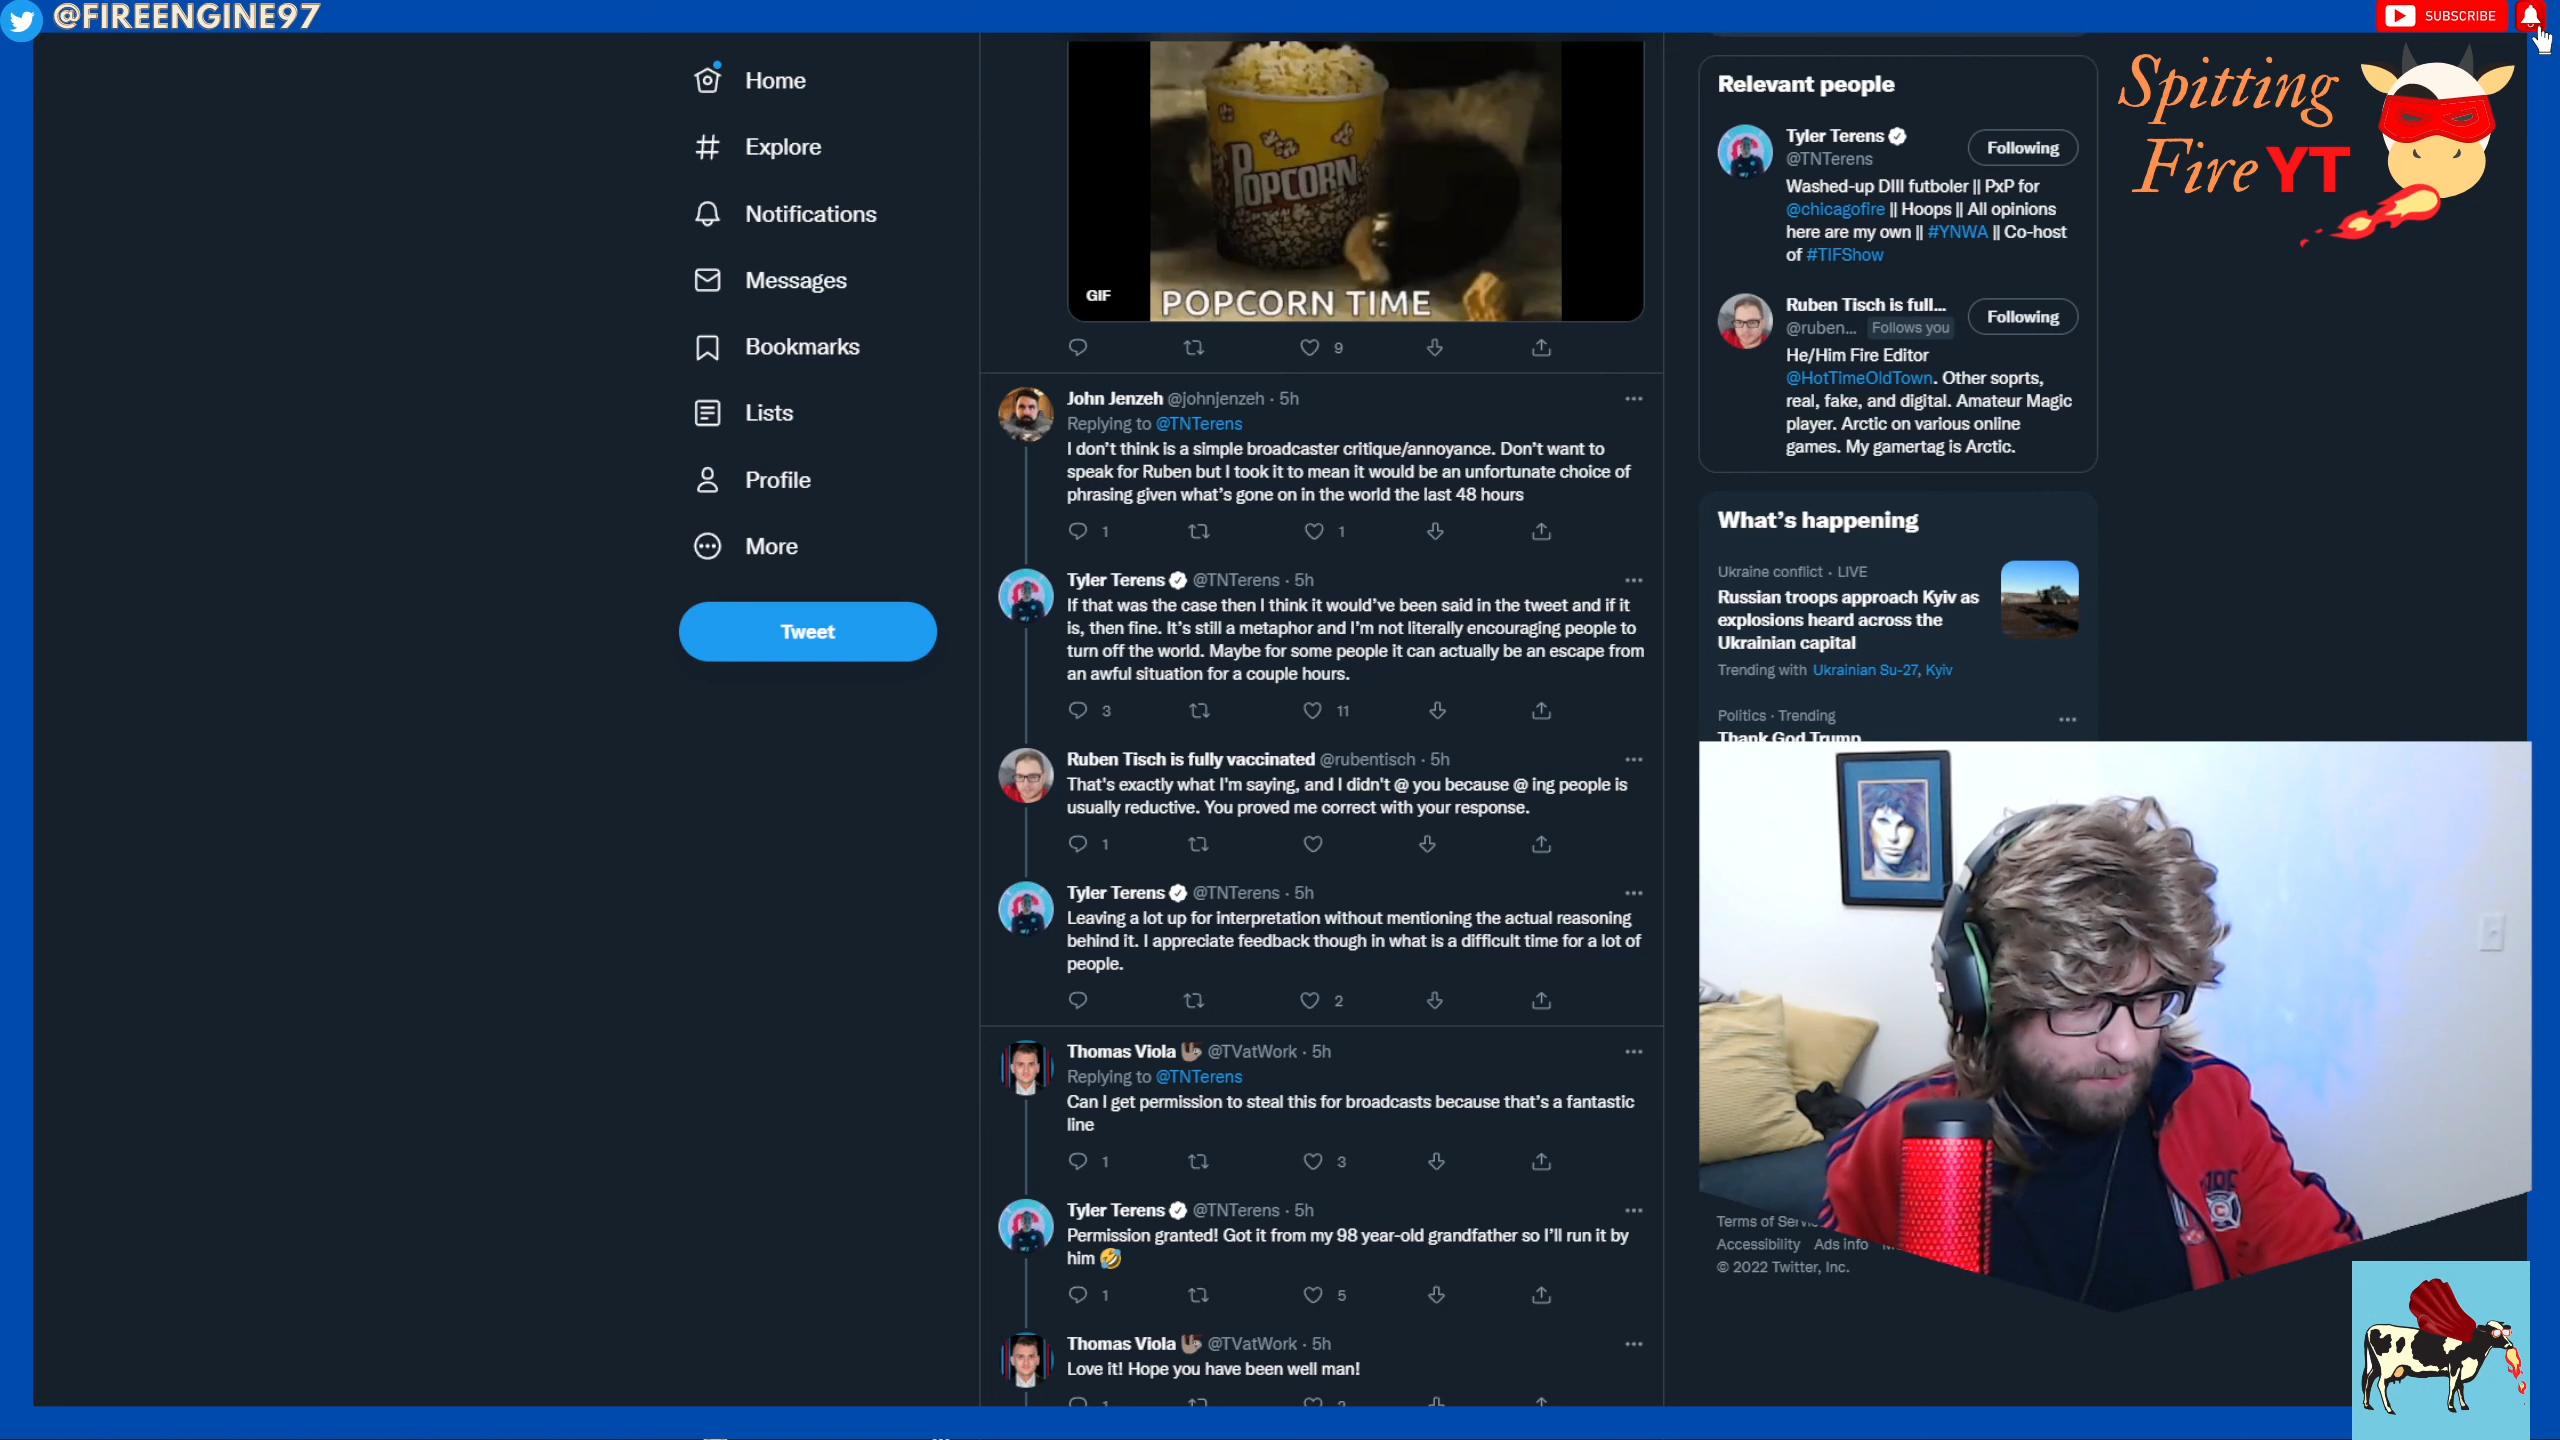 @FIREENGINE97
SUBSCRIBE
Spitting
Fire YT
Home
Explore
Notifications
Messages
Bookmarks
Lists
Profile
More
Tweet
POPCORN
GIF
POPCORN TIME
9
John Jenzeh @johnjenzeh · 5h
Replying to @TNTerens
I don't think is a simple broadcaster critique/annoyance. Don't want to
speak for Ruben but I took it to mean it would be an unfortunate choice of
phrasing given what's gone on in the world the last 48 hours
1 1
Tyler Terens @TNTerens · 5h
If that was the case then I think it would've been said in the tweet and if it
is, then fine. It's still a metaphor and I'm not literally encouraging people to
turn off the world. Maybe for some people it can actually be an escape from
an awful situation for a couple hours.
3 11
Ruben Tisch is fully vaccinated @rubentisch · 5h
That's exactly what I'm saying, and I didn't @ you because @ ing people is
usually reductive. You proved me correct with your response.
1
Tyler Terens @TNTerens · 5h
Leaving a lot up for interpretation without mentioning the actual reasoning
behind it. I appreciate feedback though in what is a difficult time for a lot of
people.
2
Thomas Viola 🦥 @TVatWork · 5h
Replying to @TNTerens
Can I get permission to steal this for broadcasts because that's a fantastic
line
1 3
Tyler Terens @TNTerens · 5h
Permission granted! Got it from my 98 year-old grandfather so I'll run it by
him 🤣
1 5
Thomas Viola 🦥 @TVatWork · 5h
Love it! Hope you have been well man!
Relevant people
Tyler Terens
@TNTerens
Following
Washed-up DIII futboler || PxP for
@chicagofire || Hoops || All opinions
here are my own || #YNWA || Co-host
of #TIFShow
Ruben Tisch is full...
@ruben... Follows you
Following
He/Him Fire Editor
@HotTimeOldTown. Other soprts,
real, fake, and digital. Amateur Magic
player. Arctic on various online
games. My gamertag is Arctic.
What's happening
Ukraine conflict · LIVE
Russian troops approach Kyiv as
explosions heard across the
Ukrainian capital
Trending with Ukrainian Su-27, Kyiv
Politics · Trending
Thank God Trump
Terms of
Accessibility Ads info
© 2022 Twitter, Inc.